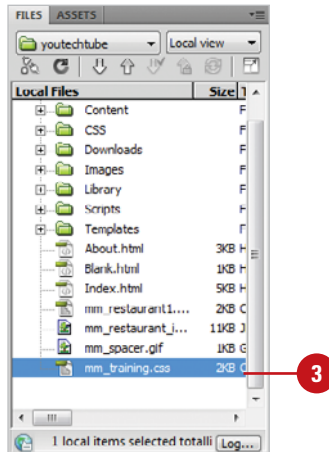 FILES ASSETS
youtechtube Local view
Local Files Size T
Content F
CSS F
Downloads F
Images F
Library F
Scripts F
Templates F
About.html 3KB H
Blank.html 1KB H
Index.html 5KB H
mm_restaurant1.... 2KB C
mm_restaurant_i... 11KB J
mm_spacer.gif 1KB G
mm_training.css 2KB C
3
1 local items selected totalli Log...